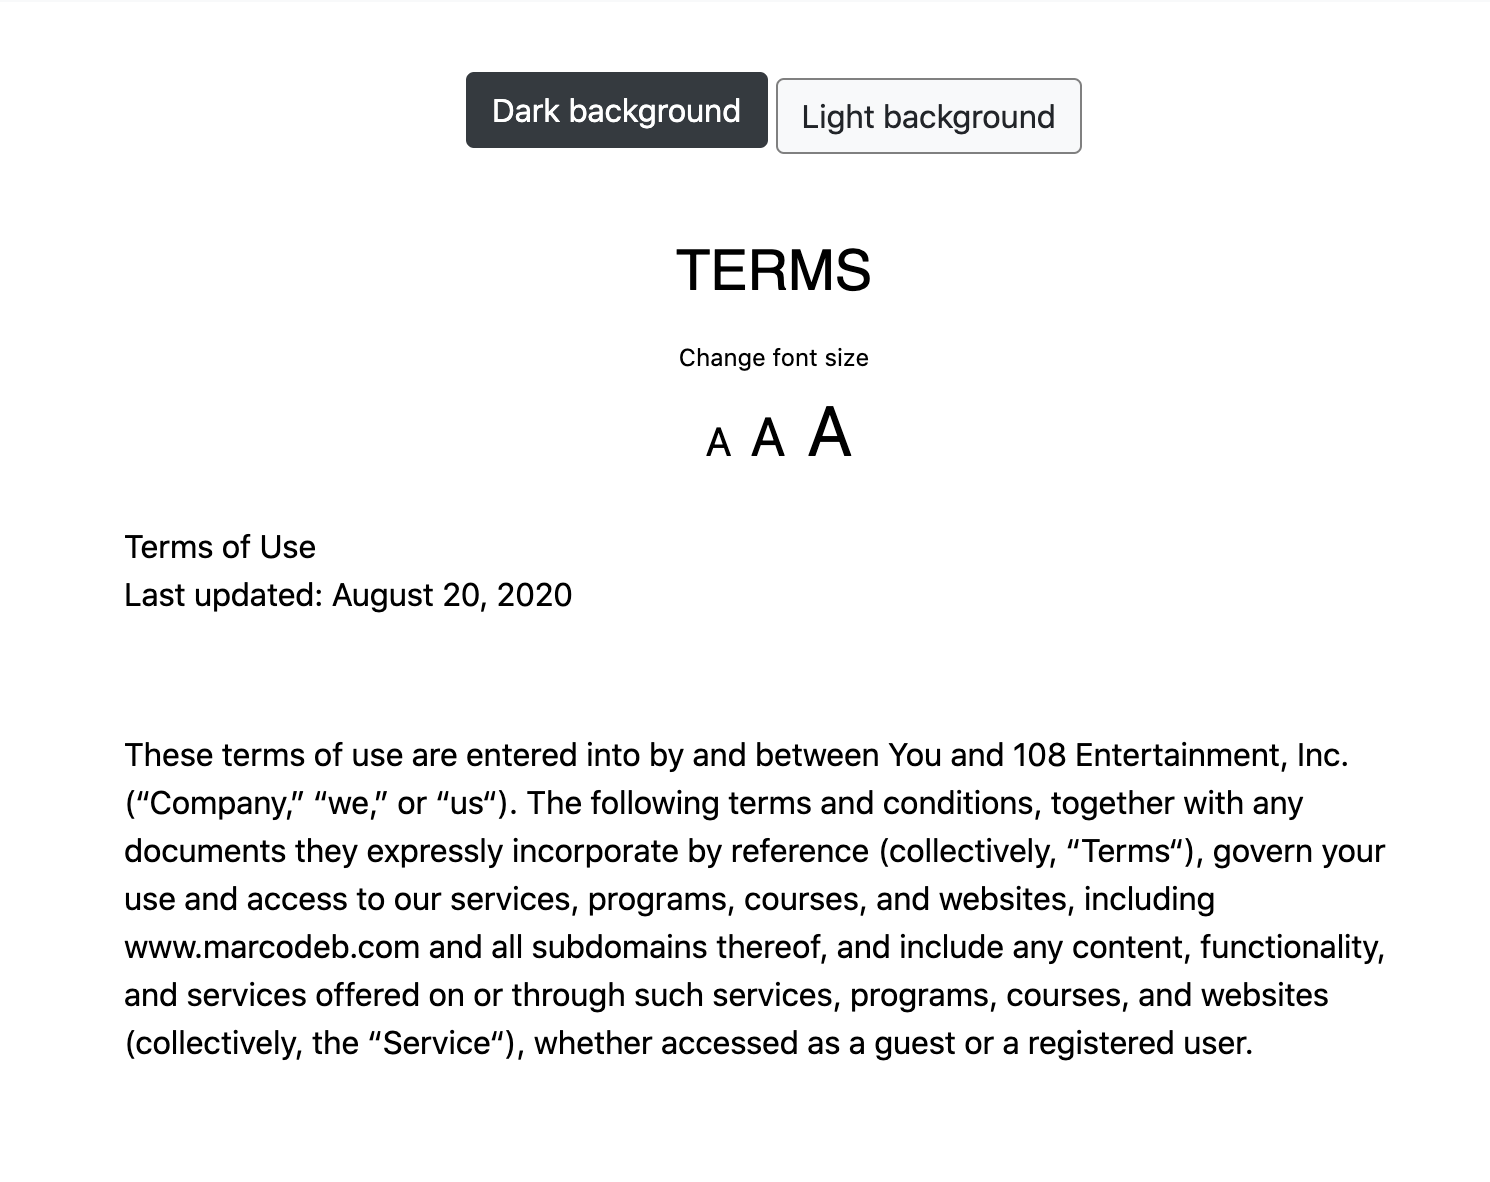 Dark background
Light background
TERMS
Change font size
A A A
Terms of Use
Last updated: August 20, 2020
These terms of use are entered into by and between You and 108 Entertainment, Inc.
(“Company,” “we,” or “us“). The following terms and conditions, together with any
documents they expressly incorporate by reference (collectively, “Terms“), govern your
use and access to our services, programs, courses, and websites, including
www.marcodeb.com and all subdomains thereof, and include any content, functionality,
and services offered on or through such services, programs, courses, and websites
(collectively, the “Service“), whether accessed as a guest or a registered user.